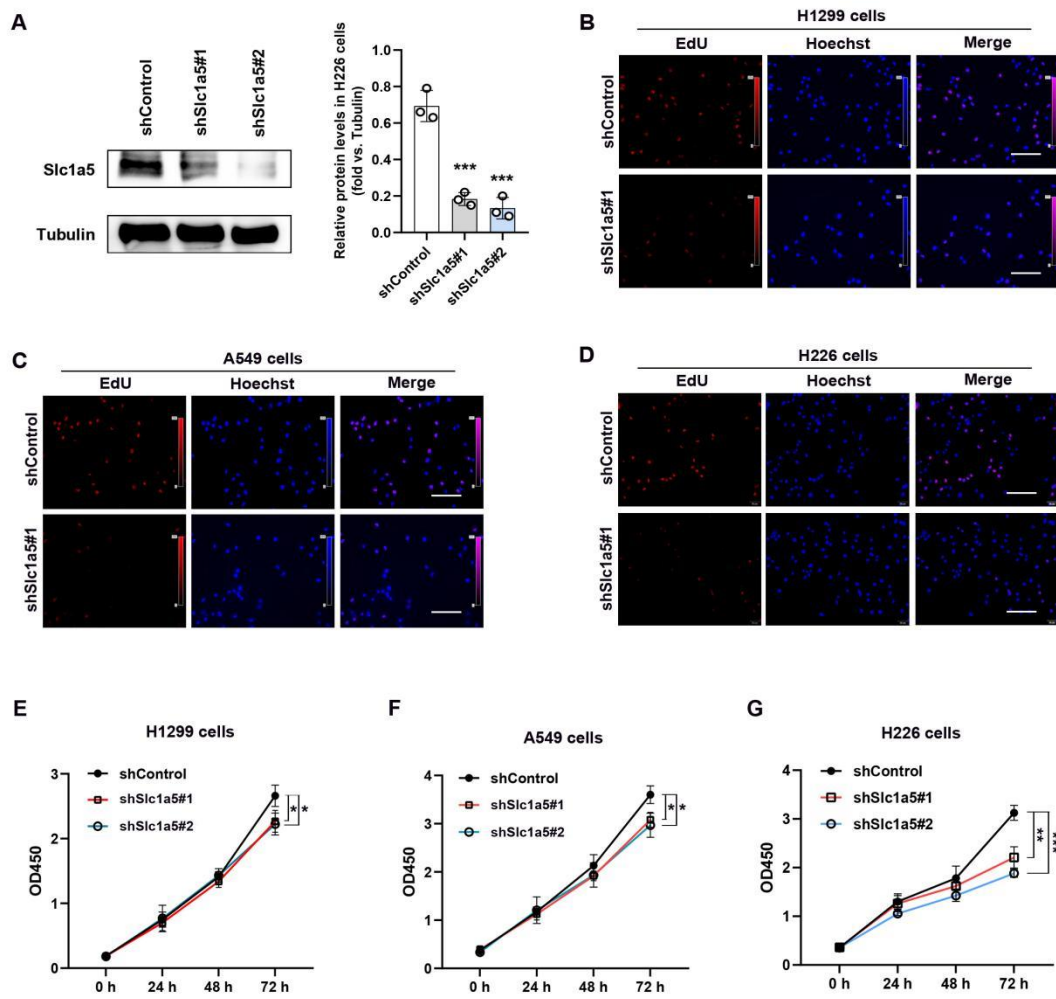 A
shControl
shSlc1a5#1
shSlc1a5#2
Slc1a5
Tubulin
Relative protein levels in H226 cells
(fold vs. Tubulin)
0.8
0.6
0.4
0.2
0.0
***
***
shControl
shSlc1a5#1
shSlc1a5#2
B
H1299 cells
EdU Hoechst Merge
shControl
shSlc1a5#1
C
A549 cells
EdU Hoechst Merge
shControl
shSlc1a5#1
D
H226 cells
EdU Hoechst Merge
shControl
shSlc1a5#1
E
H1299 cells
shControl
shSlc1a5#1
shSlc1a5#2
OD450
3
2
1
0
0 h 24 h 48 h 72 h
* *
F
A549 cells
shControl
shSlc1a5#1
shSlc1a5#2
OD450
4
3
2
1
0
0 h 24 h 48 h 72 h
* *
G
H226 cells
shControl
shSlc1a5#1
shSlc1a5#2
OD450
4
3
2
1
0
0 h 24 h 48 h 72 h
**
***